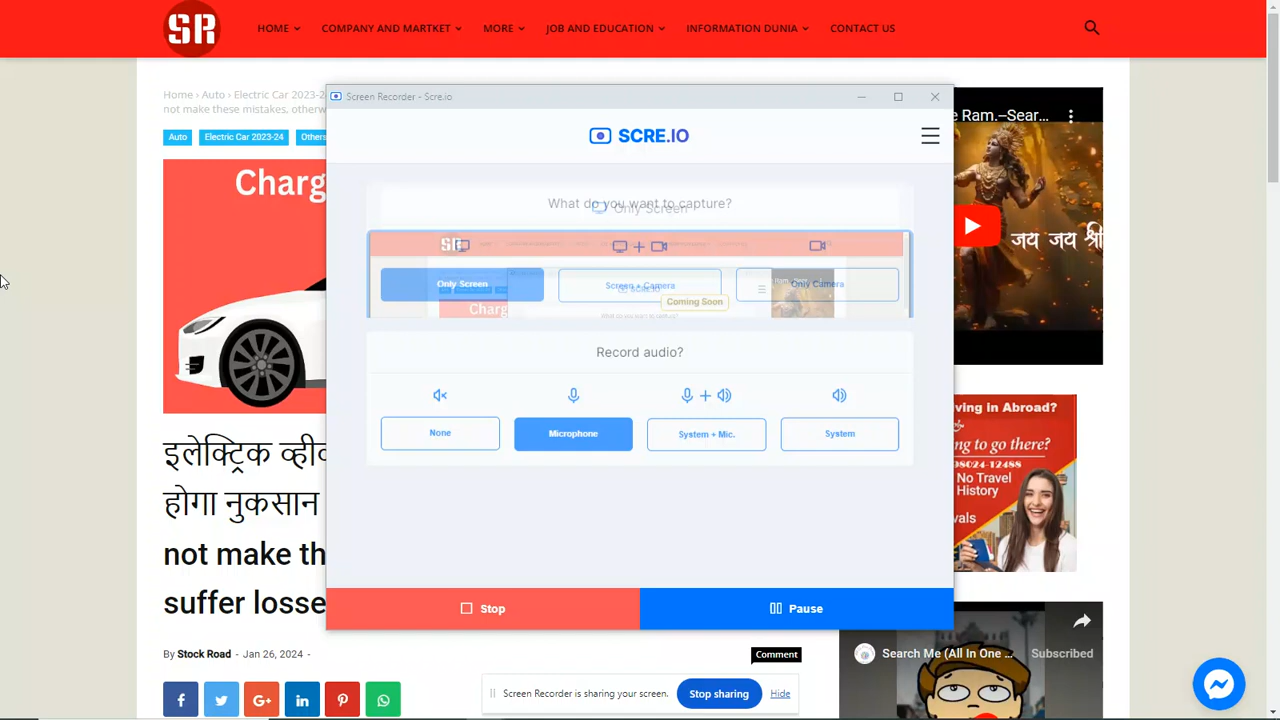 SR
HOME
COMPANY AND MARTKET
MORE
JOB AND EDUCATION
INFORMATION DUNIA
CONTACT US
Home › Auto › Electric Car 2023-2
not make these mistakes, otherw
Auto
Electric Car 2023-24
Others
Charg
इलेक्ट्रिक व्ही
होगा नुकसान
not make th
suffer losse
By Stock Road - Jan 26, 2024 -
Comment
Screen Recorder - Scre.io
SCRE.IO
What do you want to capture?
Only Screen
Only Screen
Screen + Camera
Only Camera
Coming Soon
Record audio?
None
Microphone
System + Mic.
System
Stop
Pause
Screen Recorder is sharing your screen.
Stop sharing
Hide
e Ram.–Sear...
जय श्री
ving in Abroad?
ng to go there?
98024-12488
No Travel
History
vals
Search Me (All In One ...
Subscribed